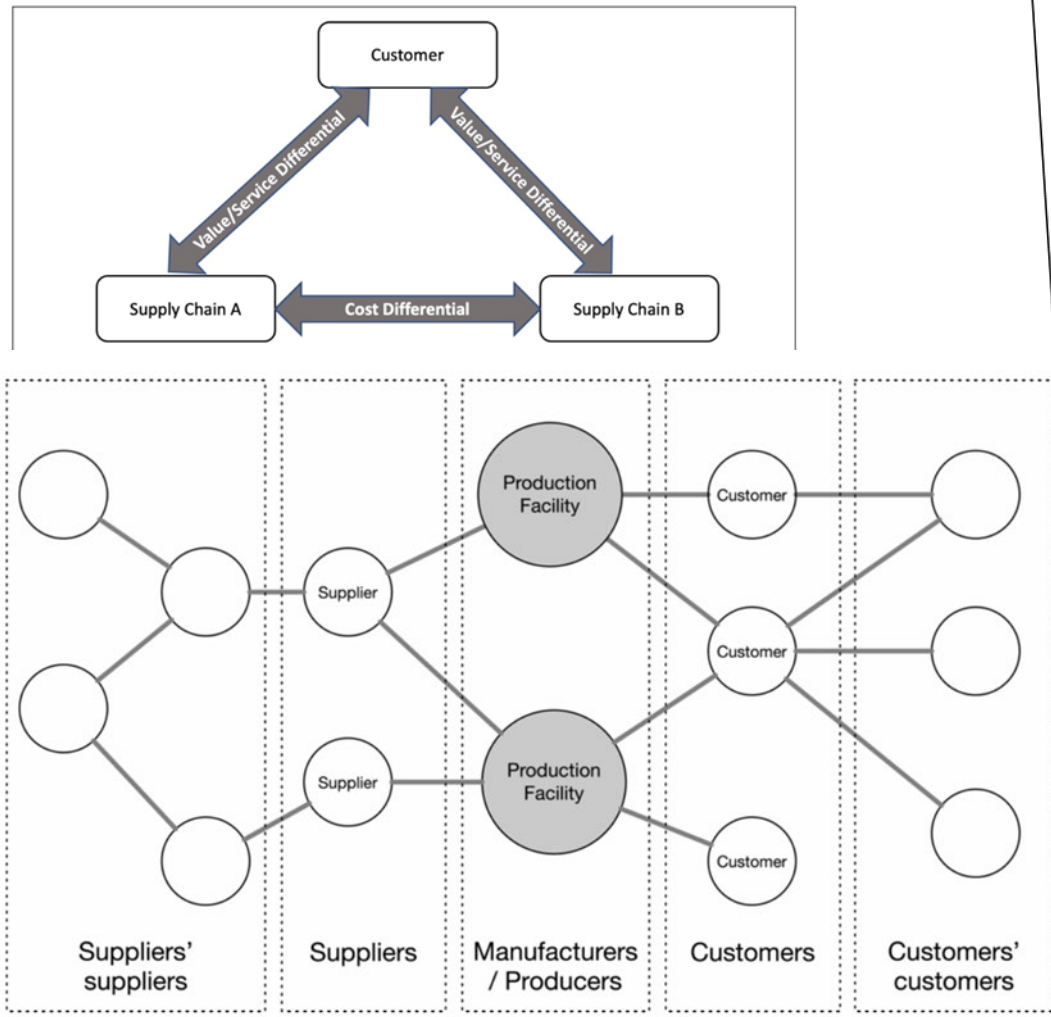 Customer
Value/Service Differential
Value/Service Differential
Supply Chain A
Cost Differential
Supply Chain B
Production
Facility
Customer
Supplier
Customer
Supplier
Production
Facility
Customer
Suppliers'
suppliers
Suppliers
Manufacturers
/ Producers
Customers
Customers'
customers